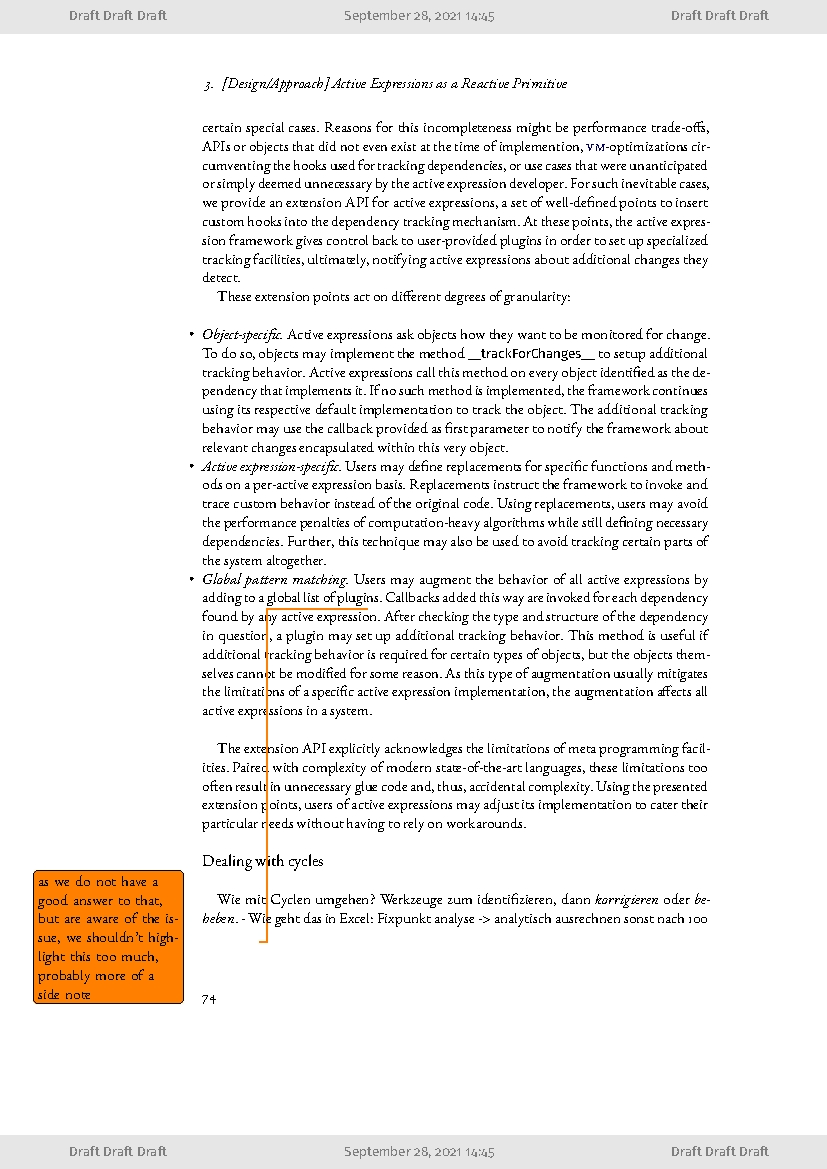 Draft Draft Draft September 28, 2021 14:45 Draft Draft Draft
3. [Design/Approach] Active Expressions as a Reactive Primitive
certain special cases. Reasons for this incompleteness might be performance trade-offs,
APIs or objects that did not even exist at the time of implemention, VM-optimizations cir-
cumventing the hooks used for tracking dependencies, or use cases that were unanticipated
or simply deemed unnecessary by the active expression developer. For such inevitable cases,
we provide an extension API for active expressions, a set of well-defined points to insert
custom hooks into the dependency tracking mechanism. At these points, the active expres-
sion framework gives control back to user-provided plugins in order to set up specialized
tracking facilities, ultimately, notifying active expressions about additional changes they
detect.
These extension points act on different degrees of granularity:
• Object-specific. Active expressions ask objects how they want to be monitored for change.
To do so, objects may implement the method __trackForChanges__ to setup additional
tracking behavior. Active expressions call this method on every object identified as the de-
pendency that implements it. If no such method is implemented, the framework continues
using its respective default implementation to track the object. The additional tracking
behavior may use the callback provided as first parameter to notify the framework about
relevant changes encapsulated within this very object.
• Active expression-specific. Users may define replacements for specific functions and meth-
ods on a per-active expression basis. Replacements instruct the framework to invoke and
trace custom behavior instead of the original code. Using replacements, users may avoid
the performance penalties of computation-heavy algorithms while still defining necessary
dependencies. Further, this technique may also be used to avoid tracking certain parts of
the system altogether.
• Global pattern matching. Users may augment the behavior of all active expressions by
adding to a global list of plugins. Callbacks added this way are invoked for each dependency
found by any active expression. After checking the type and structure of the dependency
in question, a plugin may set up additional tracking behavior. This method is useful if
additional tracking behavior is required for certain types of objects, but the objects them-
selves cannot be modified for some reason. As this type of augmentation usually mitigates
the limitations of a specific active expression implementation, the augmentation affects all
active expressions in a system.
The extension API explicitly acknowledges the limitations of meta programming facil-
ities. Paired with complexity of modern state-of-the-art languages, these limitations too
often result in unnecessary glue code and, thus, accidental complexity. Using the presented
extension points, users of active expressions may adjust its implementation to cater their
particular needs without having to rely on workarounds.
Dealing with cycles
Wie mit Cyclen umgehen? Werkzeuge zum identifizieren, dann korrigieren oder be-
heben. - Wie geht das in Excel: Fixpunkt analyse -> analytisch ausrechnen sonst nach 100
as we do not have a
good answer to that,
but are aware of the is-
sue, we shouldn't high-
light this too much,
probably more of a
side note
74
Draft Draft Draft September 28, 2021 14:45 Draft Draft Draft